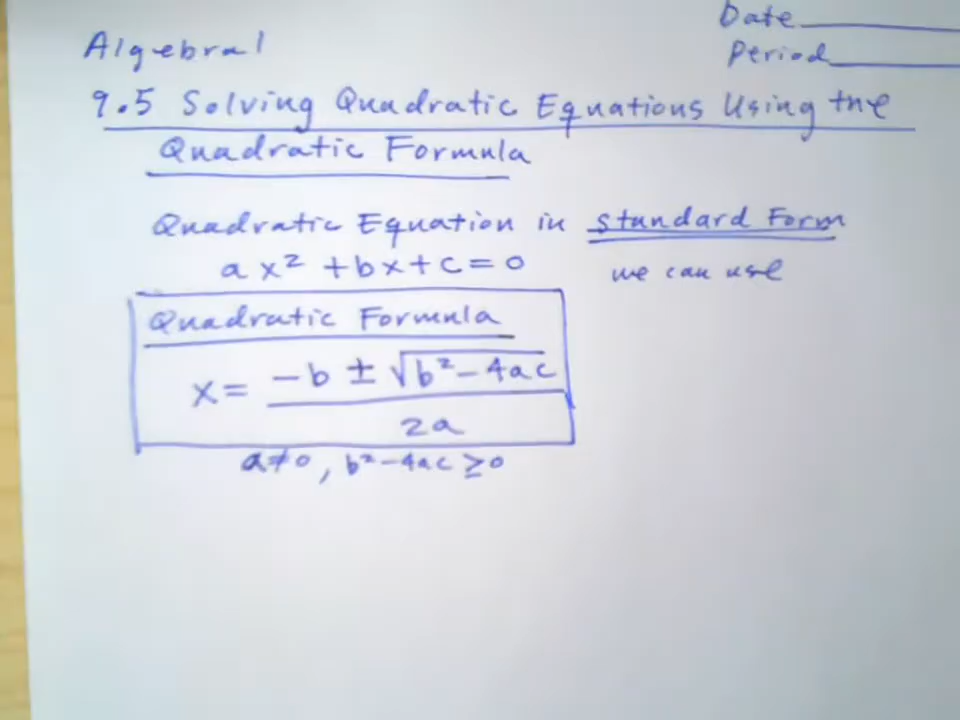 Algebra 1
Date
Period
9.5 Solving Quadratic Equations Using the
Quadratic Formula
Quadratic Equation in standard Form
ax² + bx + c = 0 we can use
Quadratic Formula
x = -b ± √b² - 4ac
2a
a ≠ 0, b² - 4ac ≥ 0